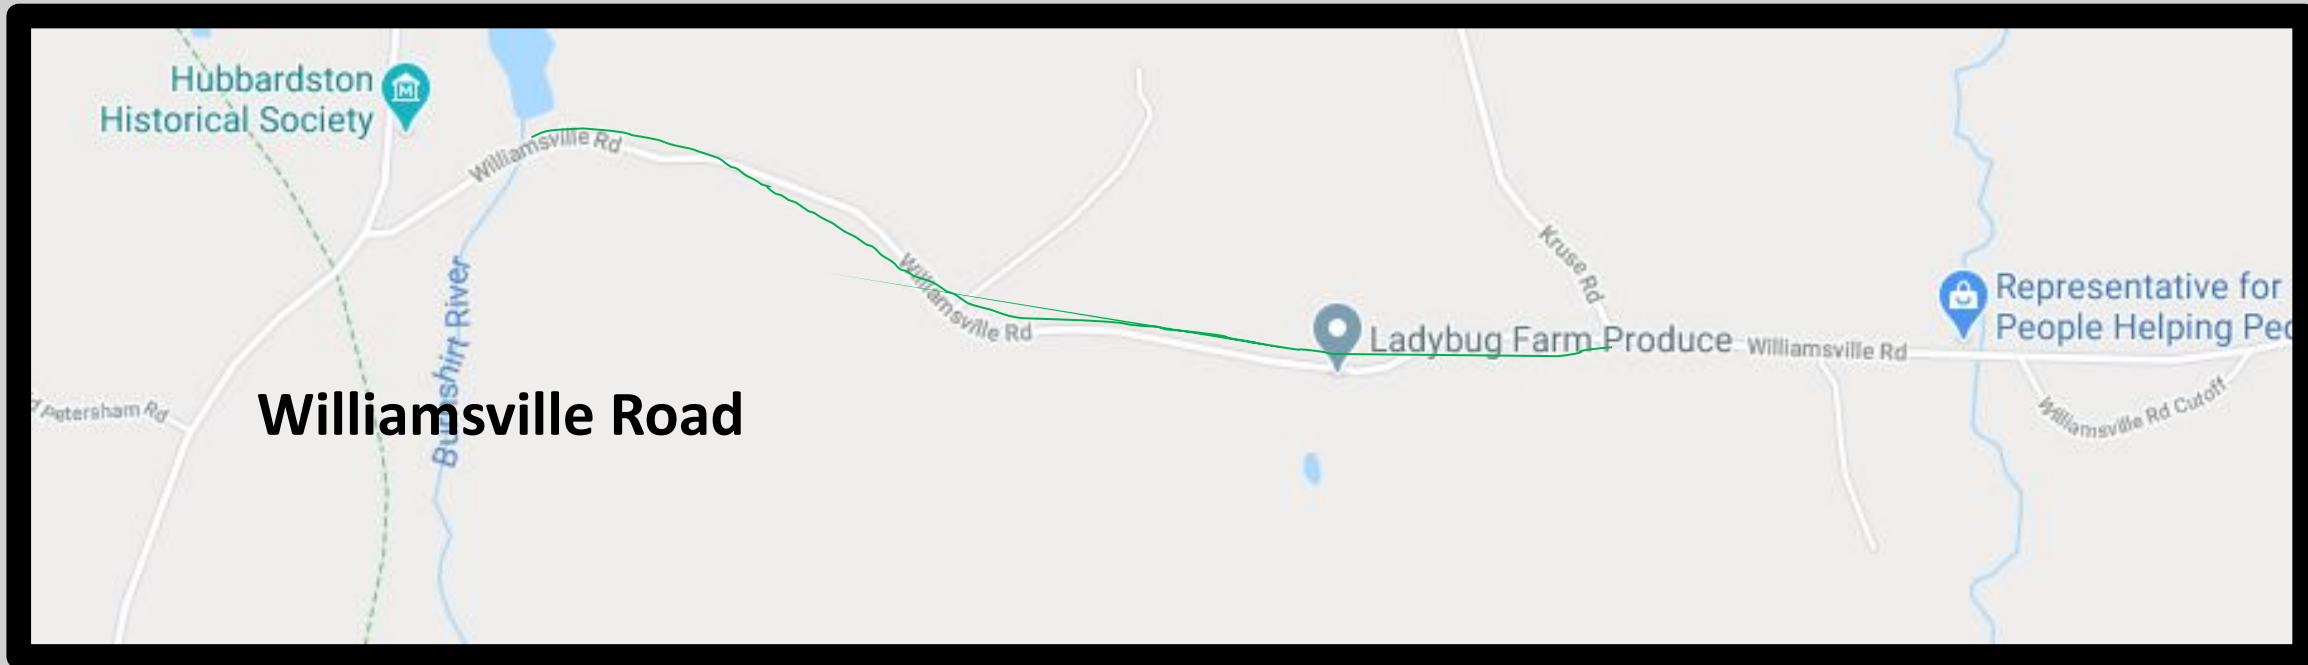 Hubbardston
Historical Society
Williamsville Rd
Kruse Rd
Williamsville Rd
Burnshirt River
Representative for
People Helping Peo
Ladybug Farm Produce
Williamsville Rd
d Petersham Rd
Williamsville Road
Williamsville Rd Cutoff